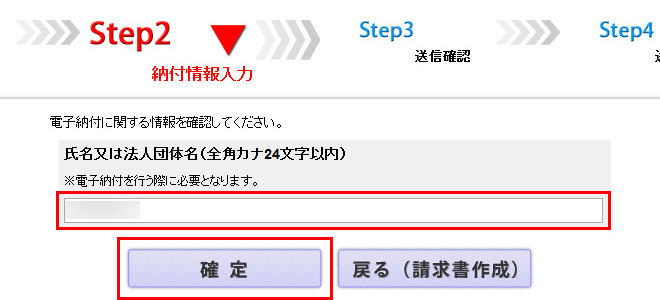 Step2 Step3 Step4
納付情報入力 送信確認
電子納付に関する情報を確認してください。
氏名又は法人団体名(全角カナ24文字以内)
※電子納付を行う際に必要となります。
確 定 戻る(請求書作成)